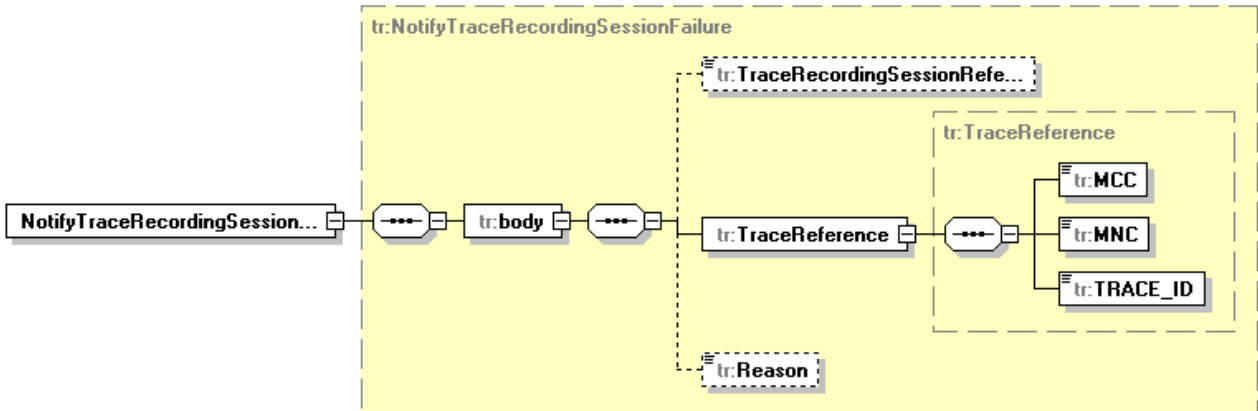 tr:NotifyTraceRecordingSessionFailure
tr:TraceRecordingSessionRefe...
tr:TraceReference
tr:MCC
NotifyTraceRecordingSession...
tr:body
tr:TraceReference
tr:MNC
tr:TRACE_ID
tr:Reason